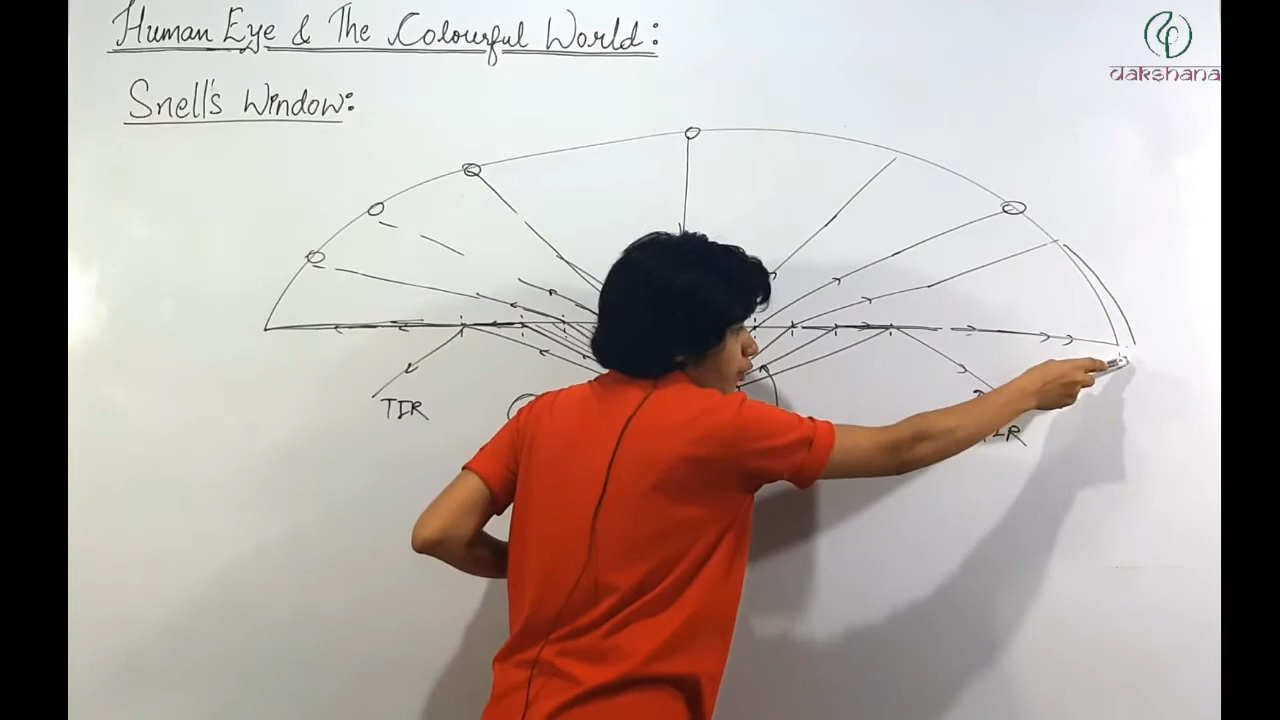 Human Eye & The Colourful World:
dakshana
Snell's Window:
TIR
TIR